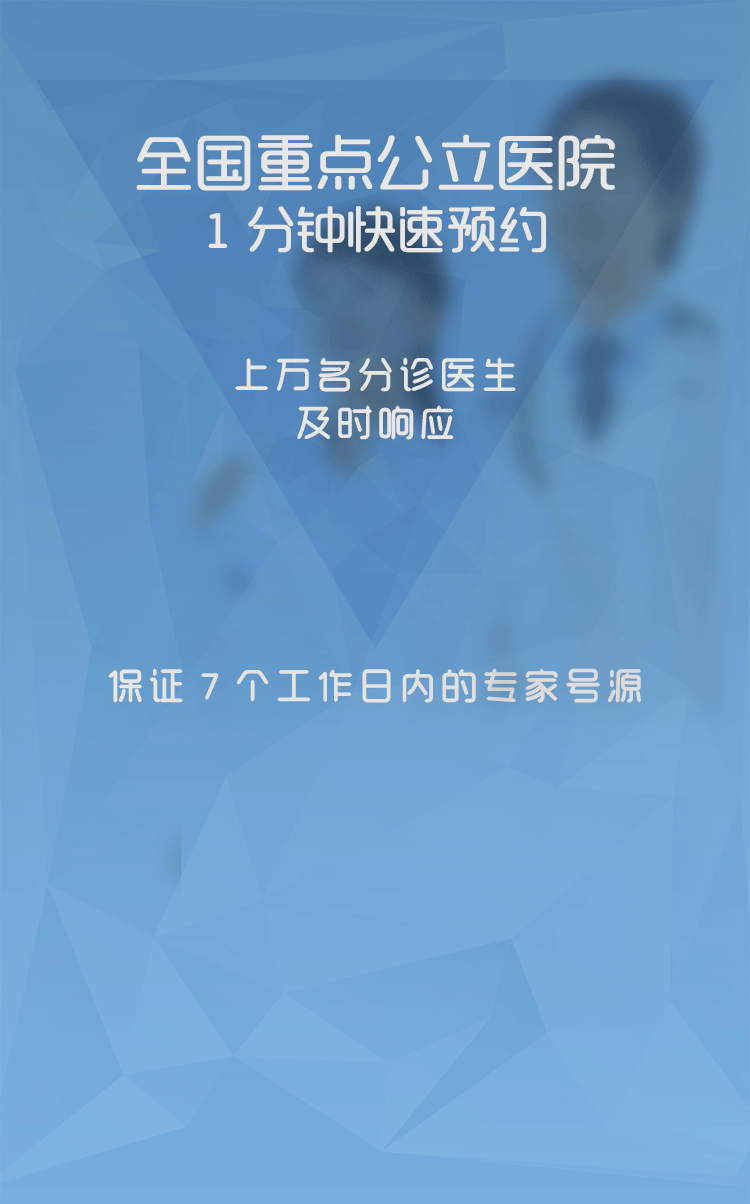 全国重点公立医院
1 分钟快速预约
上万名分诊医生
及时响应
保证 7 个工作日内的专家号源